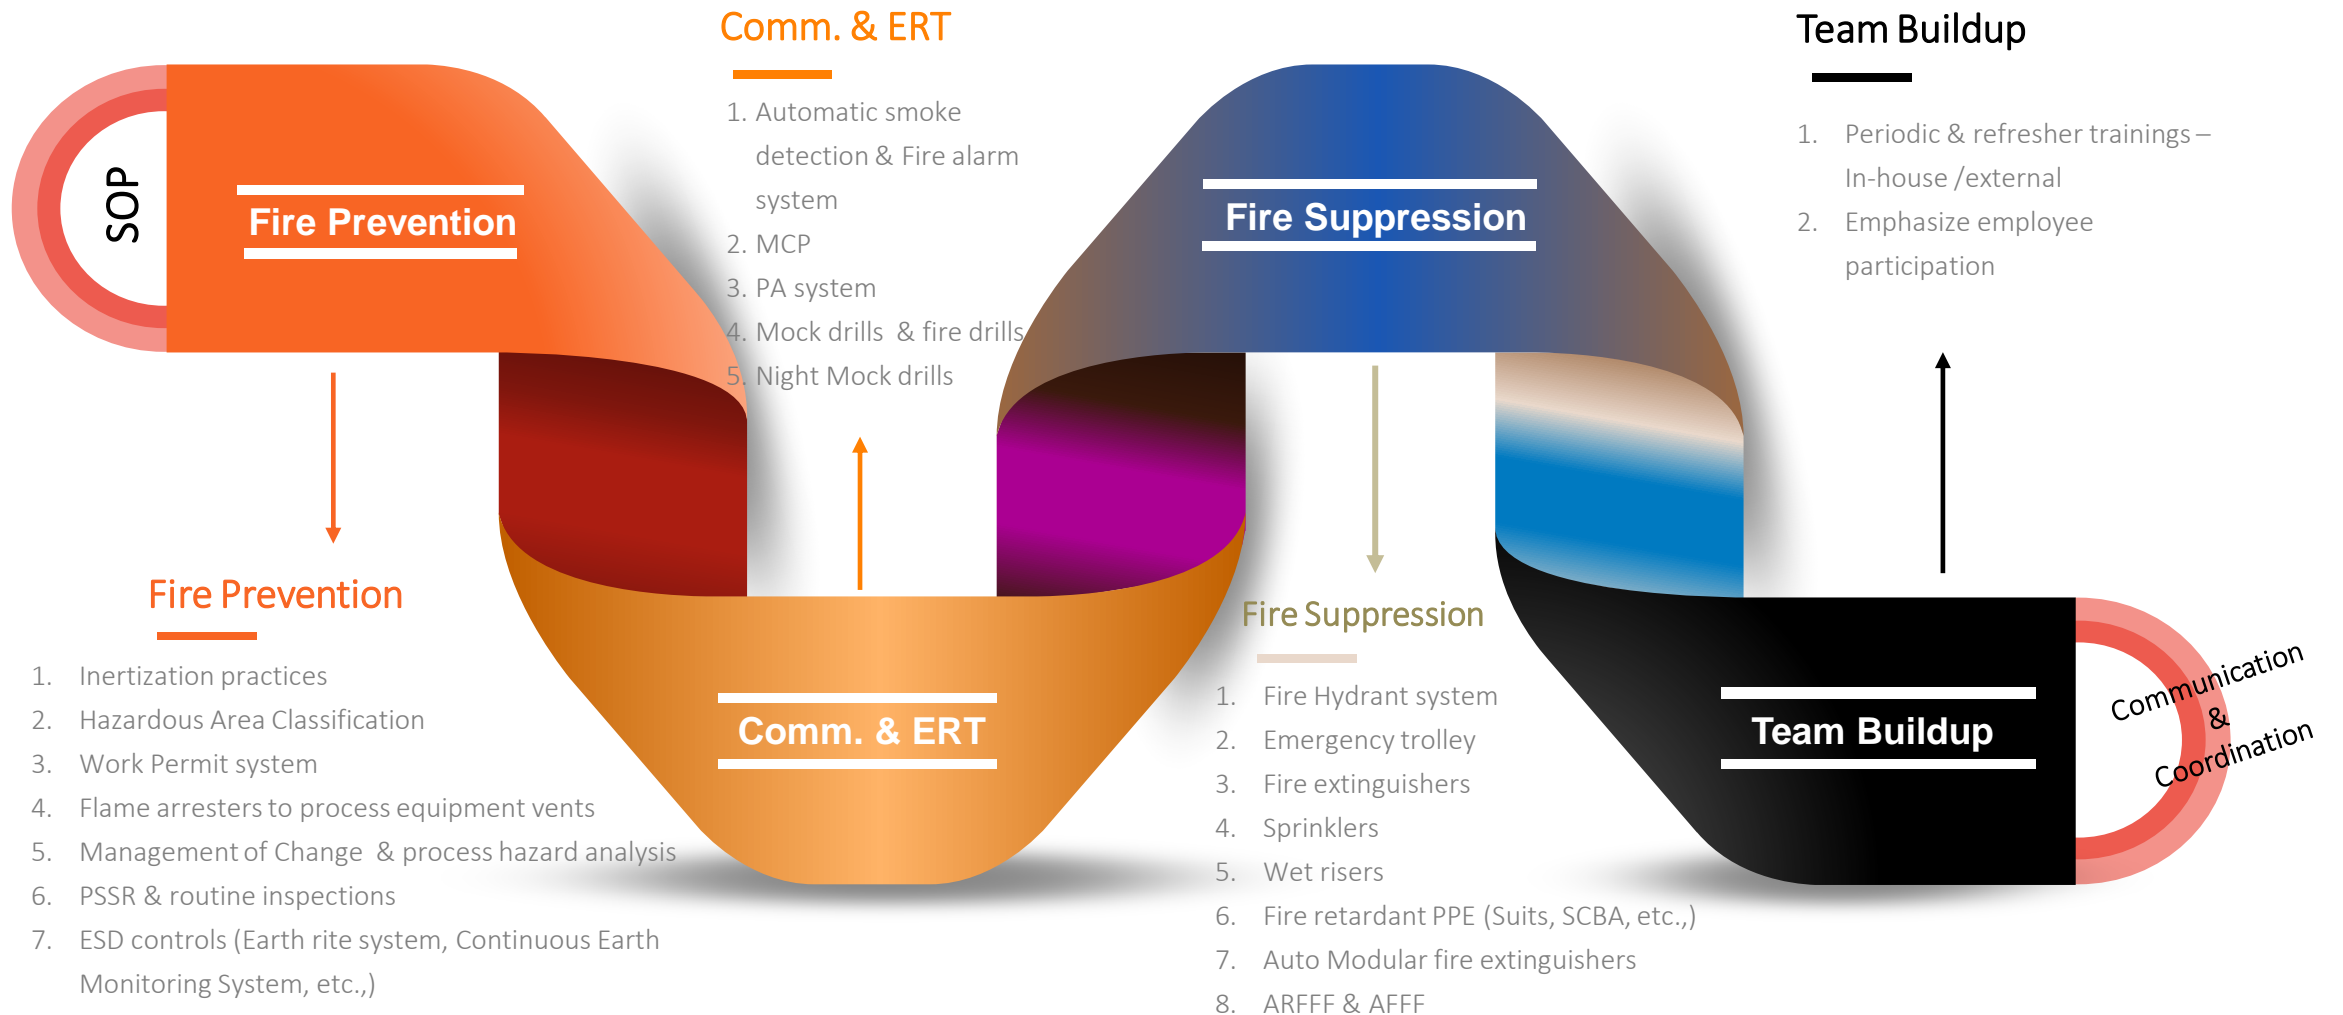 SOP
Fire Prevention
Fire Prevention
1. Inertization practices
2. Hazardous Area Classification
3. Work Permit system
4. Flame arresters to process equipment vents
5. Management of Change & process hazard analysis
6. PSSR & routine inspections
7. ESD controls (Earth rite system, Continuous Earth
Monitoring System, etc.,)
Comm. & ERT
1. Automatic smoke
detection & Fire alarm
system
2. MCP
3. PA system
4. Mock drills & fire drills
5. Night Mock drills
Comm. & ERT
Fire Suppression
Fire Suppression
1. Fire Hydrant system
2. Emergency trolley
3. Fire extinguishers
4. Sprinklers
5. Wet risers
6. Fire retardant PPE (Suits, SCBA, etc.,)
7. Auto Modular fire extinguishers
8. ARFFF & AFFF
Team Buildup
1. Periodic & refresher trainings –
In-house /external
2. Emphasize employee
participation
Team Buildup
Communication
&
Coordination